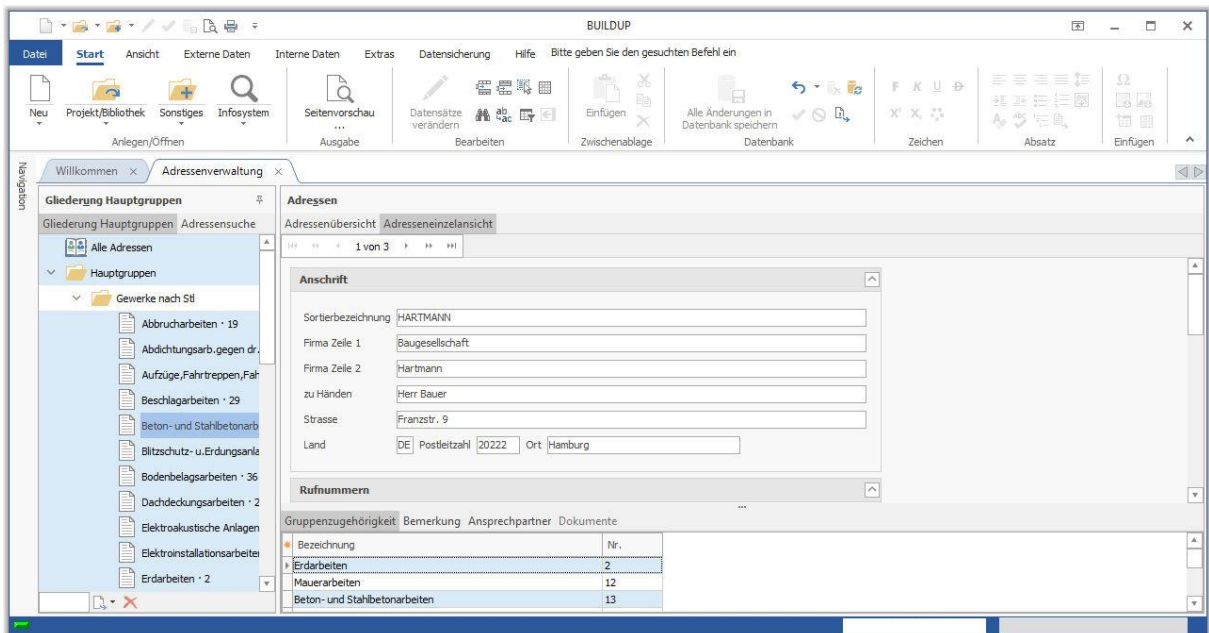 BUILDUP
Datei Start Ansicht Externe Daten Interne Daten Extras Datensicherung Hilfe Bitte geben Sie den gesuchten Befehl ein
Neu Projekt/Bibliothek Sonstiges Infosystem
Anlegen/Öffnen
Seitenvorschau
...
Ausgabe
Datensätze
verändern
Bearbeiten
Einfügen
Zwischenablage
Alle Änderungen in
Datenbank speichern
Datenbank
F K U
Zeichen
Absatz
Einfügen
Navigation
Willkommen
Adressenverwaltung
Gliederung Hauptgruppen
Gliederung Hauptgruppen Adressensuche
Alle Adressen
Hauptgruppen
Gewerke nach Stl
Abbrucharbeiten · 19
Abdichtungsarb.gegen dr.
Aufzüge,Fahrtreppen,Fah
Beschlagarbeiten · 29
Beton- und Stahlbetonarb
Blitzschutz- u.Erdungsanla
Bodenbelagsarbeiten · 36
Dachdeckungsarbeiten · 2
Elektroakustische Anlagen
Elektroinstallationsarbeiten
Erdarbeiten · 2
Adressen
Adressenübersicht Adresseneinzelansicht
1 von 3
Anschrift
Sortierbezeichnung HARTMANN
Firma Zeile 1 Baugesellschaft
Firma Zeile 2 Hartmann
zu Händen Herr Bauer
Strasse Franzstr. 9
Land DE Postleitzahl 20222 Ort Hamburg
Rufnummern
Gruppenzugehörigkeit Bemerkung Ansprechpartner Dokumente
Bezeichnung Nr.
Erdarbeiten 2
Mauerarbeiten 12
Beton- und Stahlbetonarbeiten 13